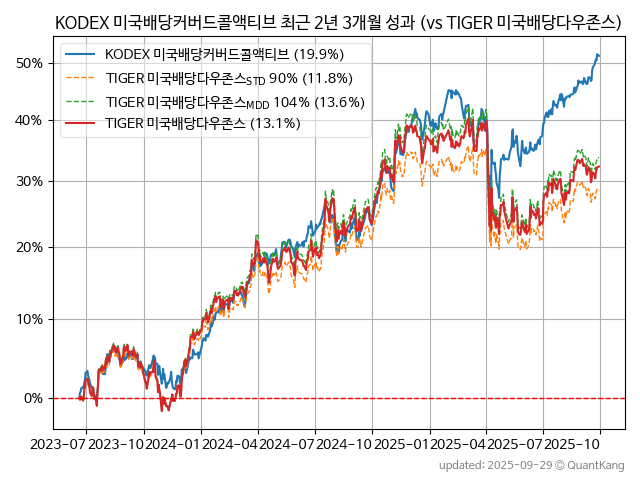 KODEX 미국배당커버드콜액티브 최근 2년 3개월 성과 (vs TIGER 미국배당다우존스)
KODEX 미국배당커버드콜액티브 (19.9%)
TIGER 미국배당다우존스STD 90% (11.8%)
TIGER 미국배당다우존스MDD 104% (13.6%)
TIGER 미국배당다우존스 (13.1%)
50%
40%
30%
20%
10%
0%
2023-07 2023-10 2024-01 2024-04 2024-07 2024-10 2025-01 2025-04 2025-07 2025-10
updated: 2025-09-29 © QuantKang